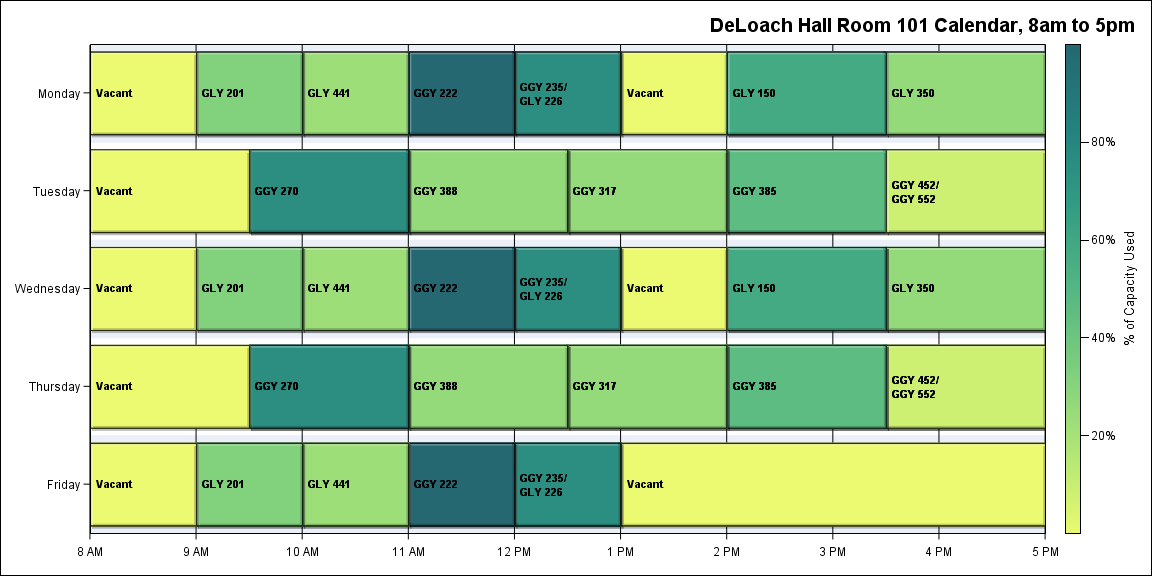 DeLoach Hall Room 101 Calendar, 8am to 5pm
Monday
Vacant
GLY 201
GLY 441
GGY 222
GGY 235/
GLY 226
Vacant
GLY 150
GLY 350
Tuesday
Vacant
GGY 270
GGY 388
GGY 317
GGY 385
GGY 452/
GGY 552
Wednesday
Vacant
GLY 201
GLY 441
GGY 222
GGY 235/
GLY 226
Vacant
GLY 150
GLY 350
Thursday
Vacant
GGY 270
GGY 388
GGY 317
GGY 385
GGY 452/
GGY 552
Friday
Vacant
GLY 201
GLY 441
GGY 222
GGY 235/
GLY 226
Vacant
8 AM
9 AM
10 AM
11 AM
12 PM
1 PM
2 PM
3 PM
4 PM
5 PM
80%
60%
40%
20%
% of Capacity Used